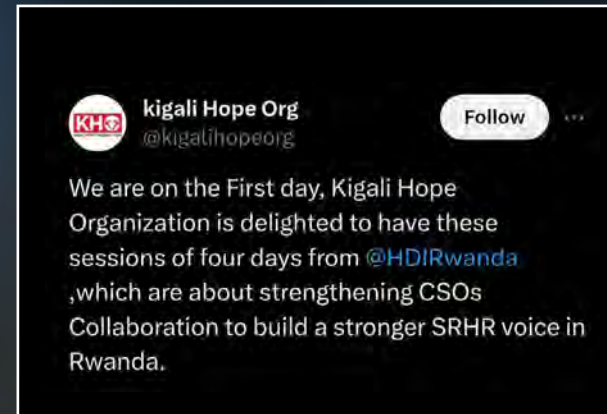 KHO
kigali Hope Org
@kigalihopeorg
Follow
We are on the First day, Kigali Hope
Organization is delighted to have these
sessions of four days from @HDIRwanda
,which are about strengthening CSOs
Collaboration to build a stronger SRHR voice in
Rwanda.